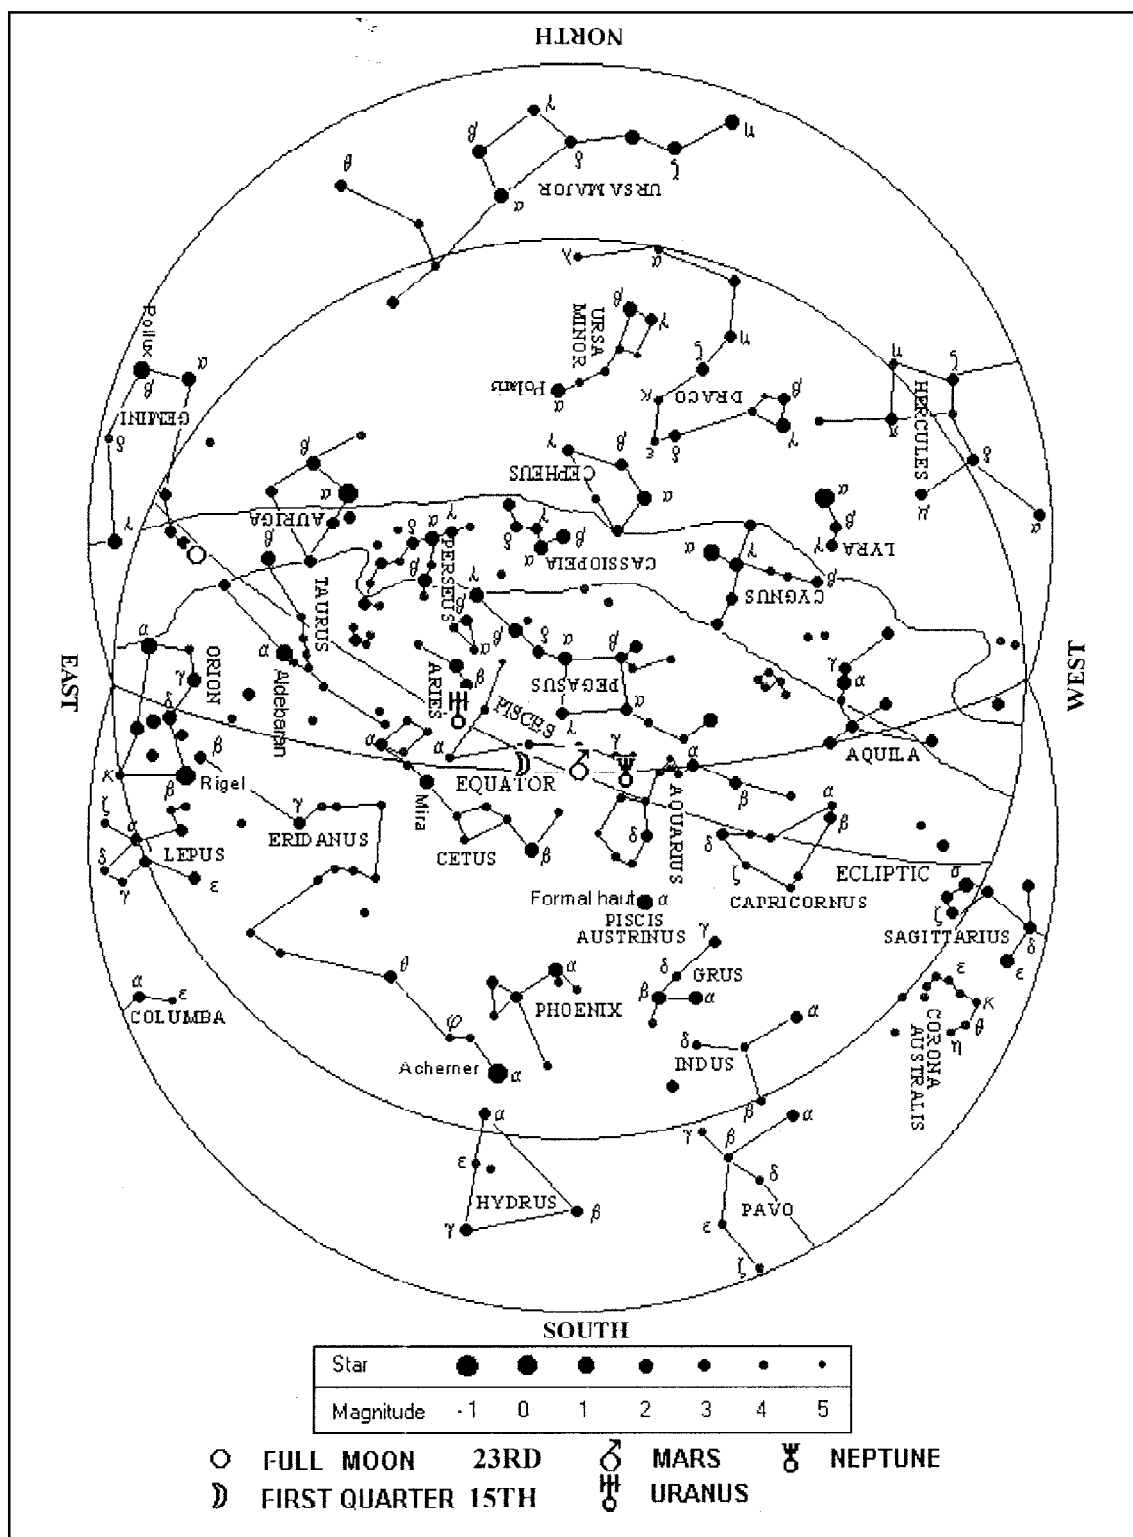 NORTH
γ
η
β
δ
ζ
θ
URSA MAJOR
α
λ
α
Pollux
β
URSA
MINOR
γ
η
α
η
ζ
ζ
β
GEMINI
Polaris
α
κ
DRACO
β
HERCULES
π
δ
γ
ε
δ
γ
δ
β
γ
β
CEPHEUS
α
α
α
μ
α
AURIGA
γ
γ
β
LYRA
γ
δ
α
PERSEUS
δ
α
β
γ
β
CASSIOPEIA
α
γ
β
CYGNUS
β
γ
TAURUS
β
α
δ
α
β
γ
α
EAST
α
ORION
γ
α
Aldebaran
ARIES
β
PEGASUS
α
WEST
δ
PISCES
γ
β
α
γ
α
AQUILA
κ
β
Rigel
EQUATOR
β
ζ
β
γ
Mira
AQUARIUS
α
β
α
LEPUS
ERIDANUS
CETUS
β
δ
δ
δ
γ
ε
ζ
ECLIPTIC
Formal haut
α
CAPRICORNUS
σ
PISCIS
AUSTRINUS
ζ
SAGITTARIUS
γ
δ
ε
θ
α
δ
GRUS
ε
α
ε
β
α
κ
COLUMBA
PHOENIX
θ
η
CORONA
AUSTRALIS
φ
α
δ
INDUS
Achemer
α
β
α
α
γ
β
ε
δ
HYDRUS
β
PAVO
γ
ε
ζ
SOUTH
Star
Magnitude -1 0 1 2 3 4 5
FULL MOON 23RD MARS NEPTUNE
FIRST QUARTER 15TH URANUS